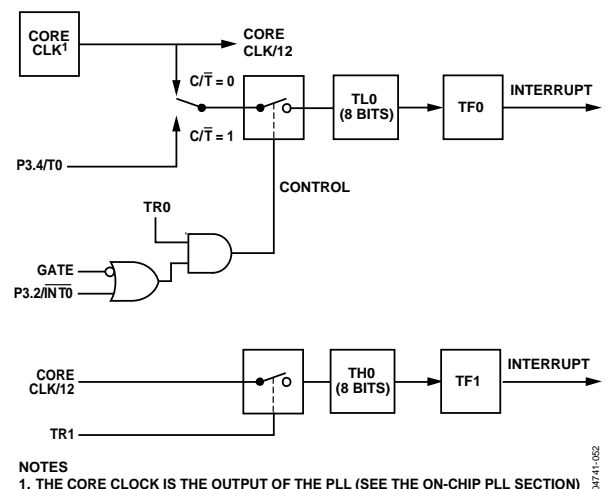 CORE
CLK¹
CORE
CLK/12
C/T̅ = 0
C/T̅ = 1
TL0
(8 BITS)
TF0
INTERRUPT
P3.4/T0
CONTROL
TR0
GATE
P3.2/I̅N̅T̅0̅
CORE
CLK/12
TH0
(8 BITS)
TF1
INTERRUPT
TR1
NOTES
1. THE CORE CLOCK IS THE OUTPUT OF THE PLL (SEE THE ON-CHIP PLL SECTION)
04741-052